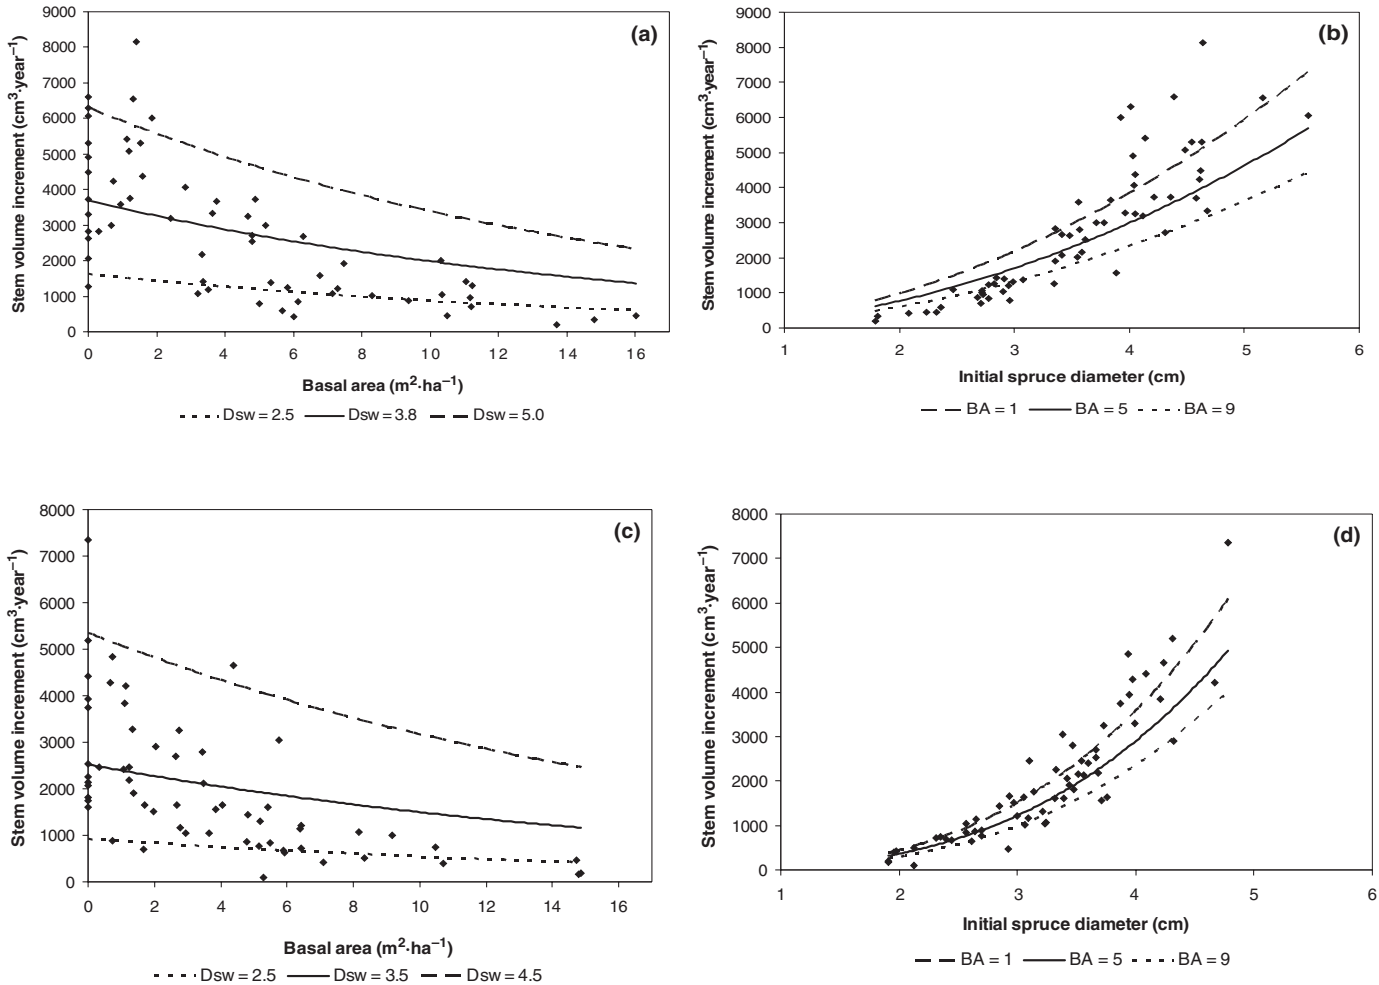 (a)
Stem volume increment (cm³·year⁻¹)
9000
8000
7000
6000
5000
4000
3000
2000
1000
0
0 2 4 6 8 10 12 14 16
Basal area (m²·ha⁻¹)
Dsw = 2.5 Dsw = 3.8 Dsw = 5.0
(b)
Stem volume increment (cm³·year⁻¹)
9000
8000
7000
6000
5000
4000
3000
2000
1000
0
1 2 3 4 5 6
Initial spruce diameter (cm)
BA = 1 BA = 5 BA = 9
(c)
Stem volume increment (cm³·year⁻¹)
8000
7000
6000
5000
4000
3000
2000
1000
0
0 2 4 6 8 10 12 14 16
Basal area (m²·ha⁻¹)
Dsw = 2.5 Dsw = 3.5 Dsw = 4.5
(d)
Stem volume increment (cm³·year⁻¹)
8000
7000
6000
5000
4000
3000
2000
1000
0
1 2 3 4 5 6
Initial spruce diameter (cm)
BA = 1 BA = 5 BA = 9